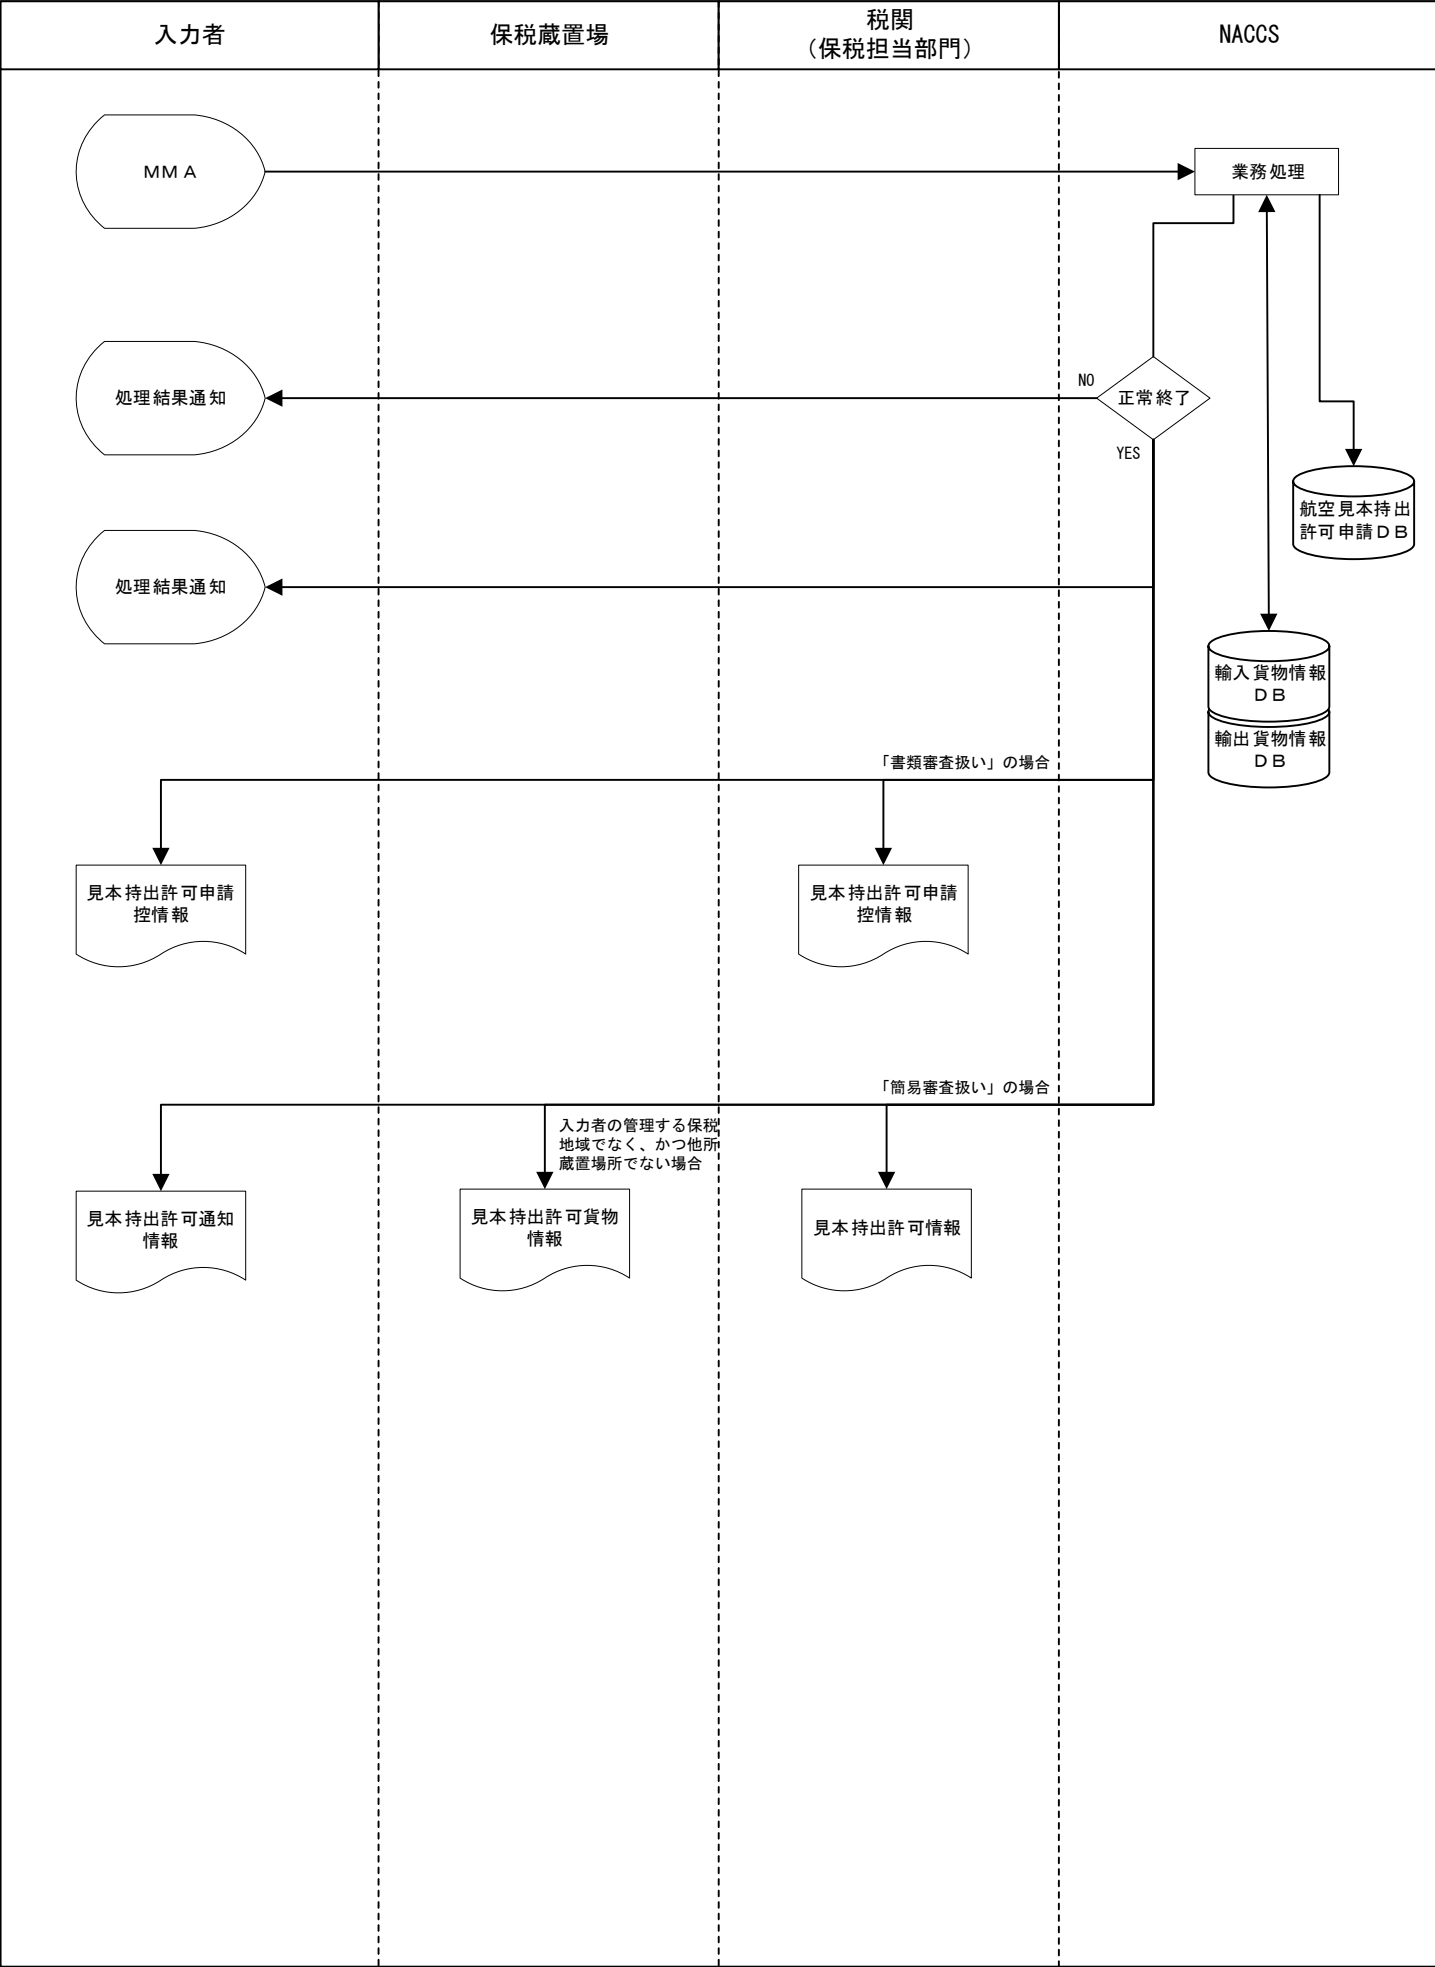 入力者
保税蔵置場
税関
（保税担当部門）
NACCS
ＭＭＡ
業務処理
処理結果通知
NO
正常終了
YES
航空見本持出
許可申請ＤＢ
処理結果通知
輸入貨物情報
ＤＢ
輸出貨物情報
ＤＢ
「書類審査扱い」の場合
見本持出許可申請
控情報
見本持出許可申請
控情報
「簡易審査扱い」の場合
入力者の管理する保税
地域でなく、かつ他所
蔵置場所でない場合
見本持出許可通知
情報
見本持出許可貨物
情報
見本持出許可情報